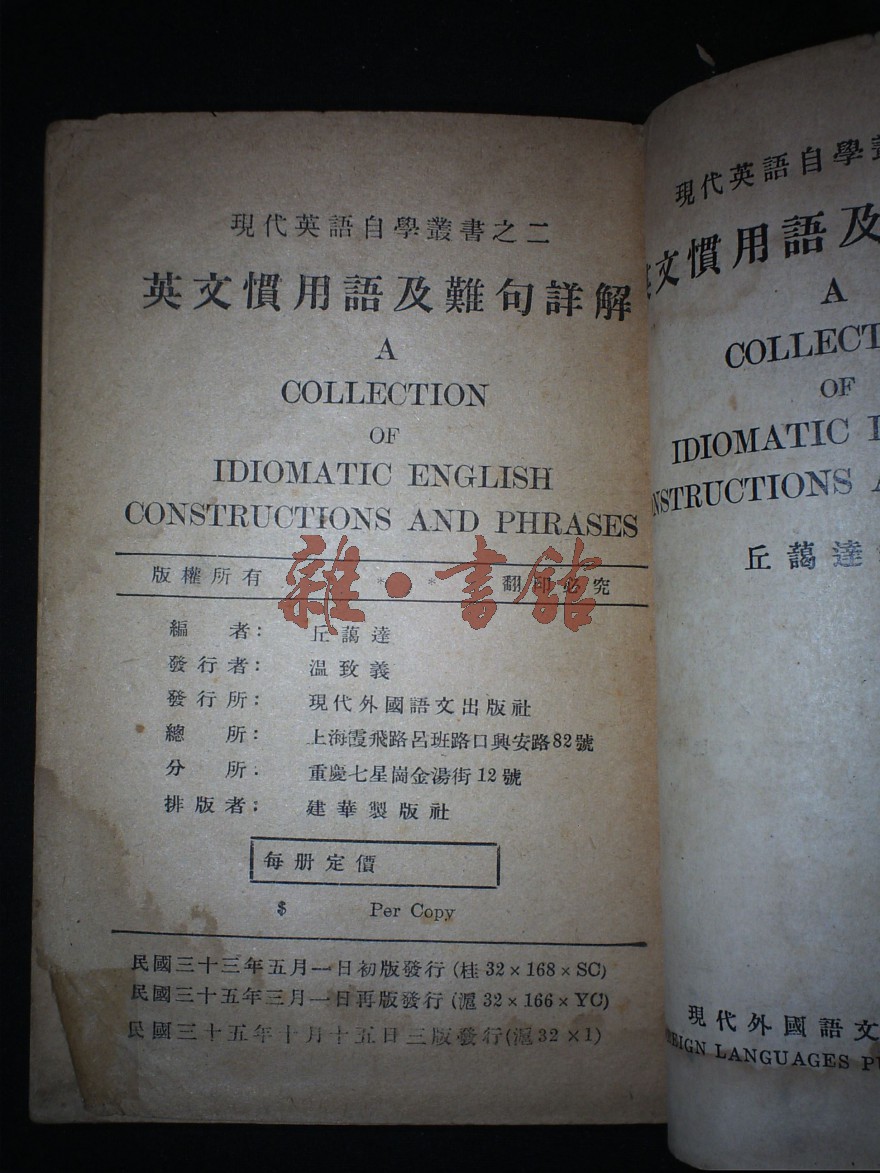 現代英語自學叢書之二
英文慣用語及難句詳解
A
COLLECTION
OF
IDIOMATIC ENGLISH
CONSTRUCTIONS AND PHRASES
版權所有 * * 翻印必究
雜·書館
編者: 丘藹達
發行者: 温致義
發行所: 現代外國語文出版社
總所: 上海霞飛路呂班路口興安路82號
分所: 重慶七星崗金湯街12號
排版者: 建華製版社
每册定價
$ Per Copy
民國三十三年五月一日初版發行(桂32×168×SC)
民國三十五年三月一日再版發行(滬32×166×YC)
民國三十五年十月十五日三版發行(滬32×1)
現代英語自學
文慣用語及
A
COLLECT
OF
IDIOMATIC
NSTRUCTIONS
丘藹達
現代外國語文
EIGN LANGUAGES P